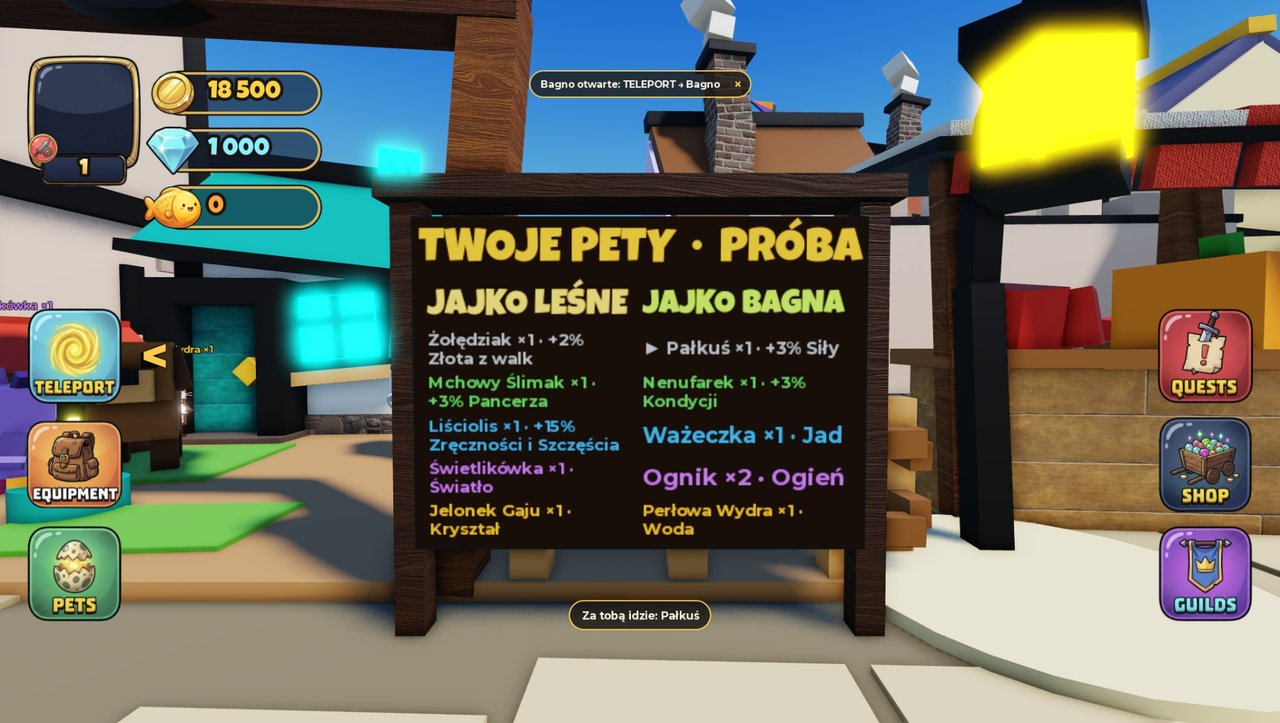 18 500
1 000
0
1
Bagno otwarte: TELEPORT → Bagno ×
TWOJE PETY · PRÓBA
JAJKO LEŚNE
Żołędziak ×1 · +2%
Złota z walk
Mchowy Ślimak ×1 ·
+3% Pancerza
Liściolis ×1 · +15%
Zręczności i Szczęścia
Świetlikówka ×1 ·
Światło
Jelonek Gaju ×1 ·
Kryształ
JAJKO BAGNA
► Pałkuś ×1 · +3% Siły
Nenufarek ×1 · +3%
Kondycji
Ważeczka ×1 · Jad
Ognik ×2 · Ogień
Perłowa Wydra ×1 ·
Woda
TELEPORT
EQUIPMENT
PETS
<
QUESTS
SHOP
GUILDS
Za tobą idzie: Pałkuś